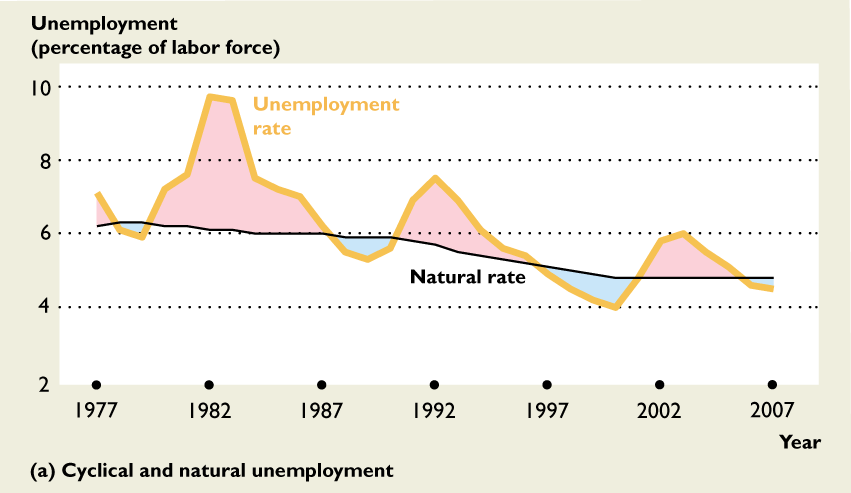 Unemployment
(percentage of labor force)
10
Unemployment
rate
8
6
Natural rate
4
2
1977 1982 1987 1992 1997 2002 2007
Year
(a) Cyclical and natural unemployment